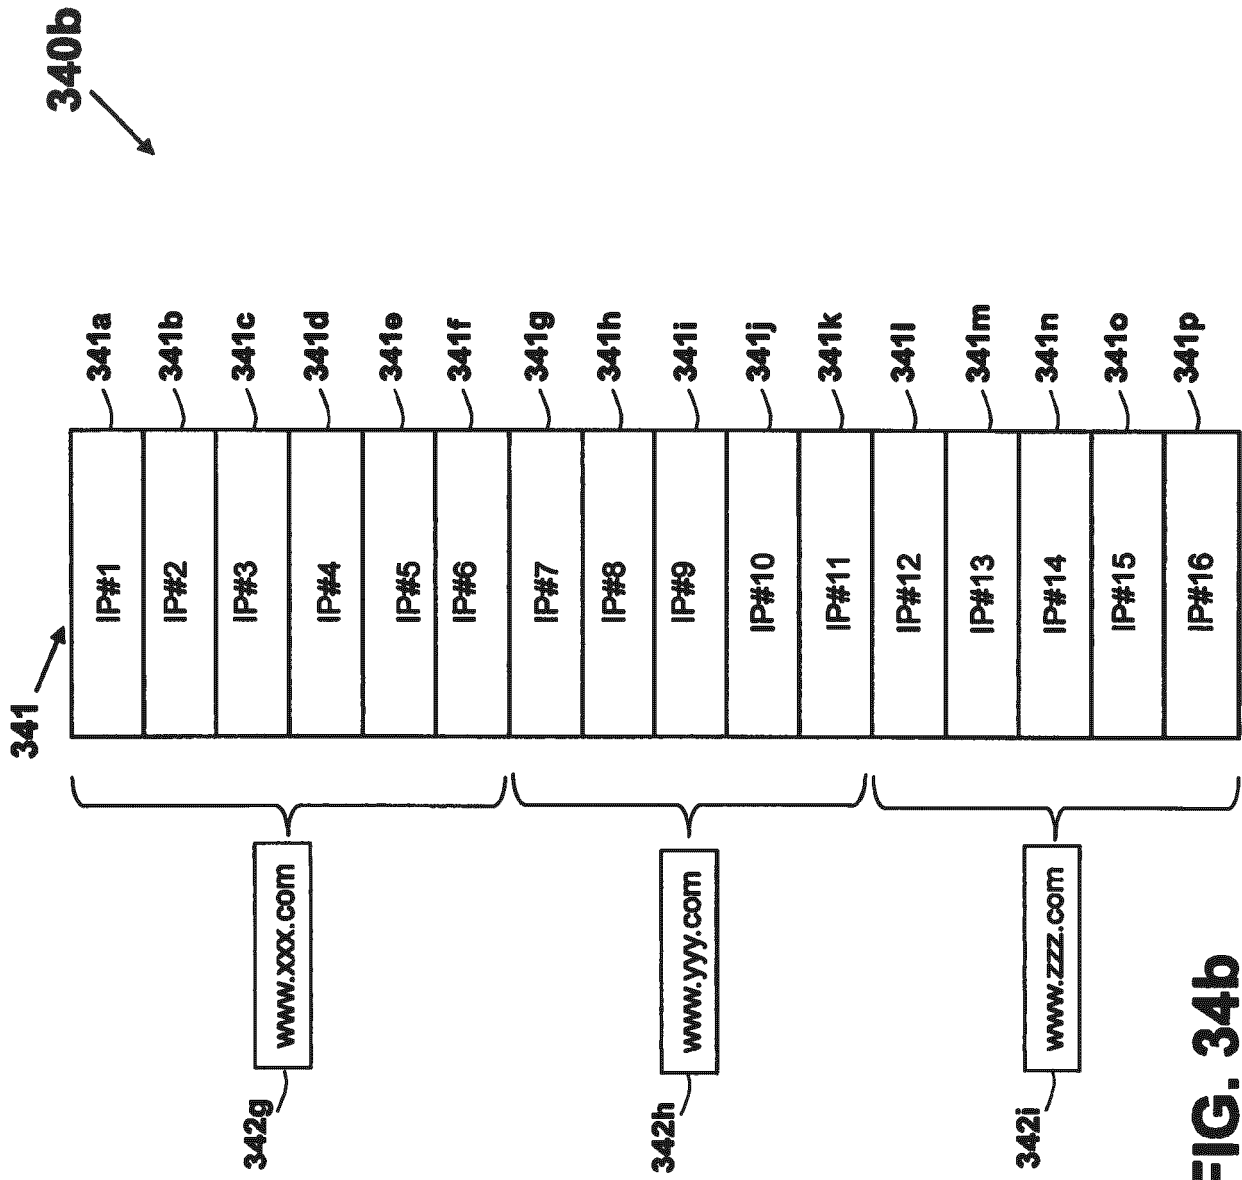 340b
341
IP#1 341a
IP#2 341b
IP#3 341c
IP#4 341d
IP#5 341e
IP#6 341f
IP#7 341g
IP#8 341h
IP#9 341i
IP#10 341j
IP#11 341k
IP#12 341l
IP#13 341m
IP#14 341n
IP#15 341o
IP#16 341p
342g www.xxx.com
342h www.yyy.com
342i www.zzz.com
FIG. 34b